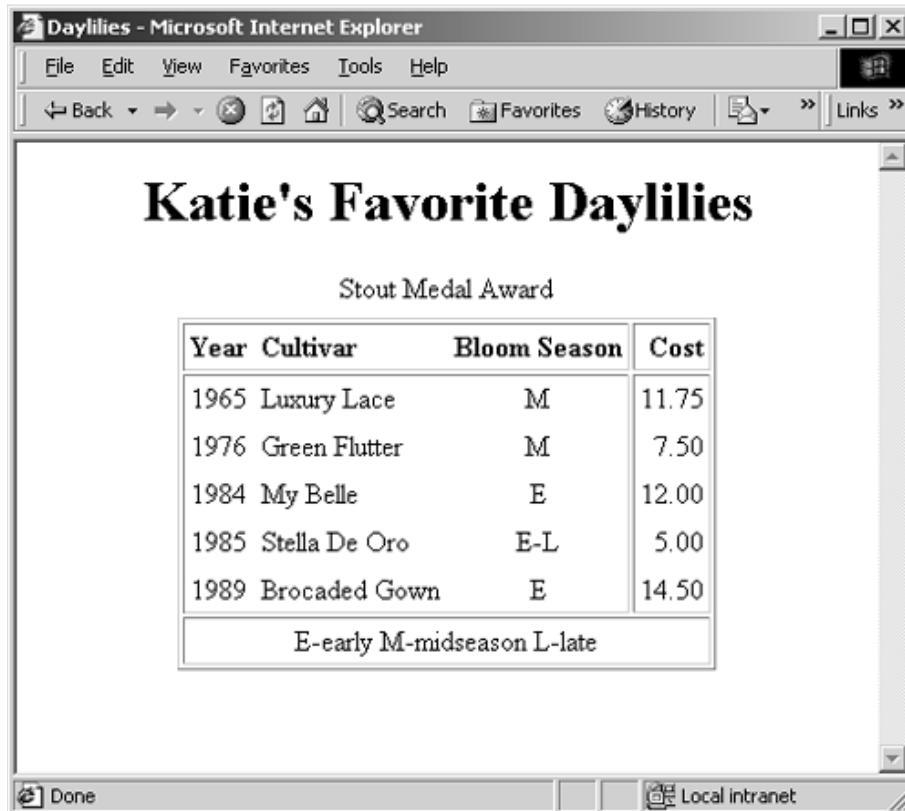 Daylilies - Microsoft Internet Explorer
File Edit View Favorites Tools Help
Back Search Favorites History Links »
Katie's Favorite Daylilies
Stout Medal Award
Year Cultivar Bloom Season Cost
1965 Luxury Lace M 11.75
1976 Green Flutter M 7.50
1984 My Belle E 12.00
1985 Stella De Oro E-L 5.00
1989 Brocaded Gown E 14.50
E-early M-midseason L-late
Done Local intranet